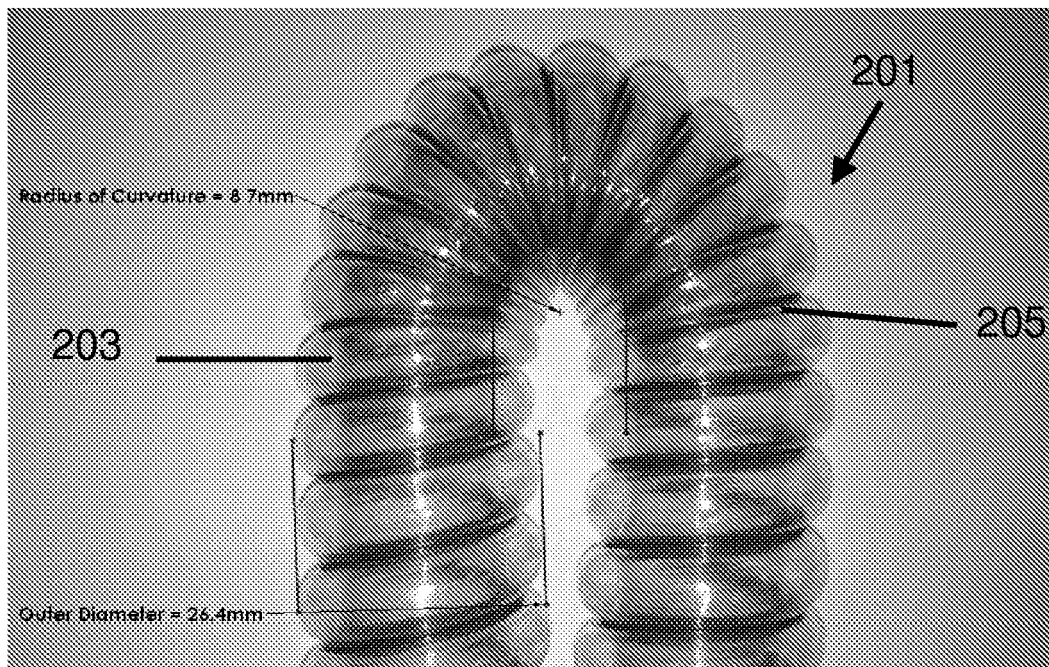 201
Radius of Curvature = 8.7mm
203
205
Outer Diameter = 26.4mm